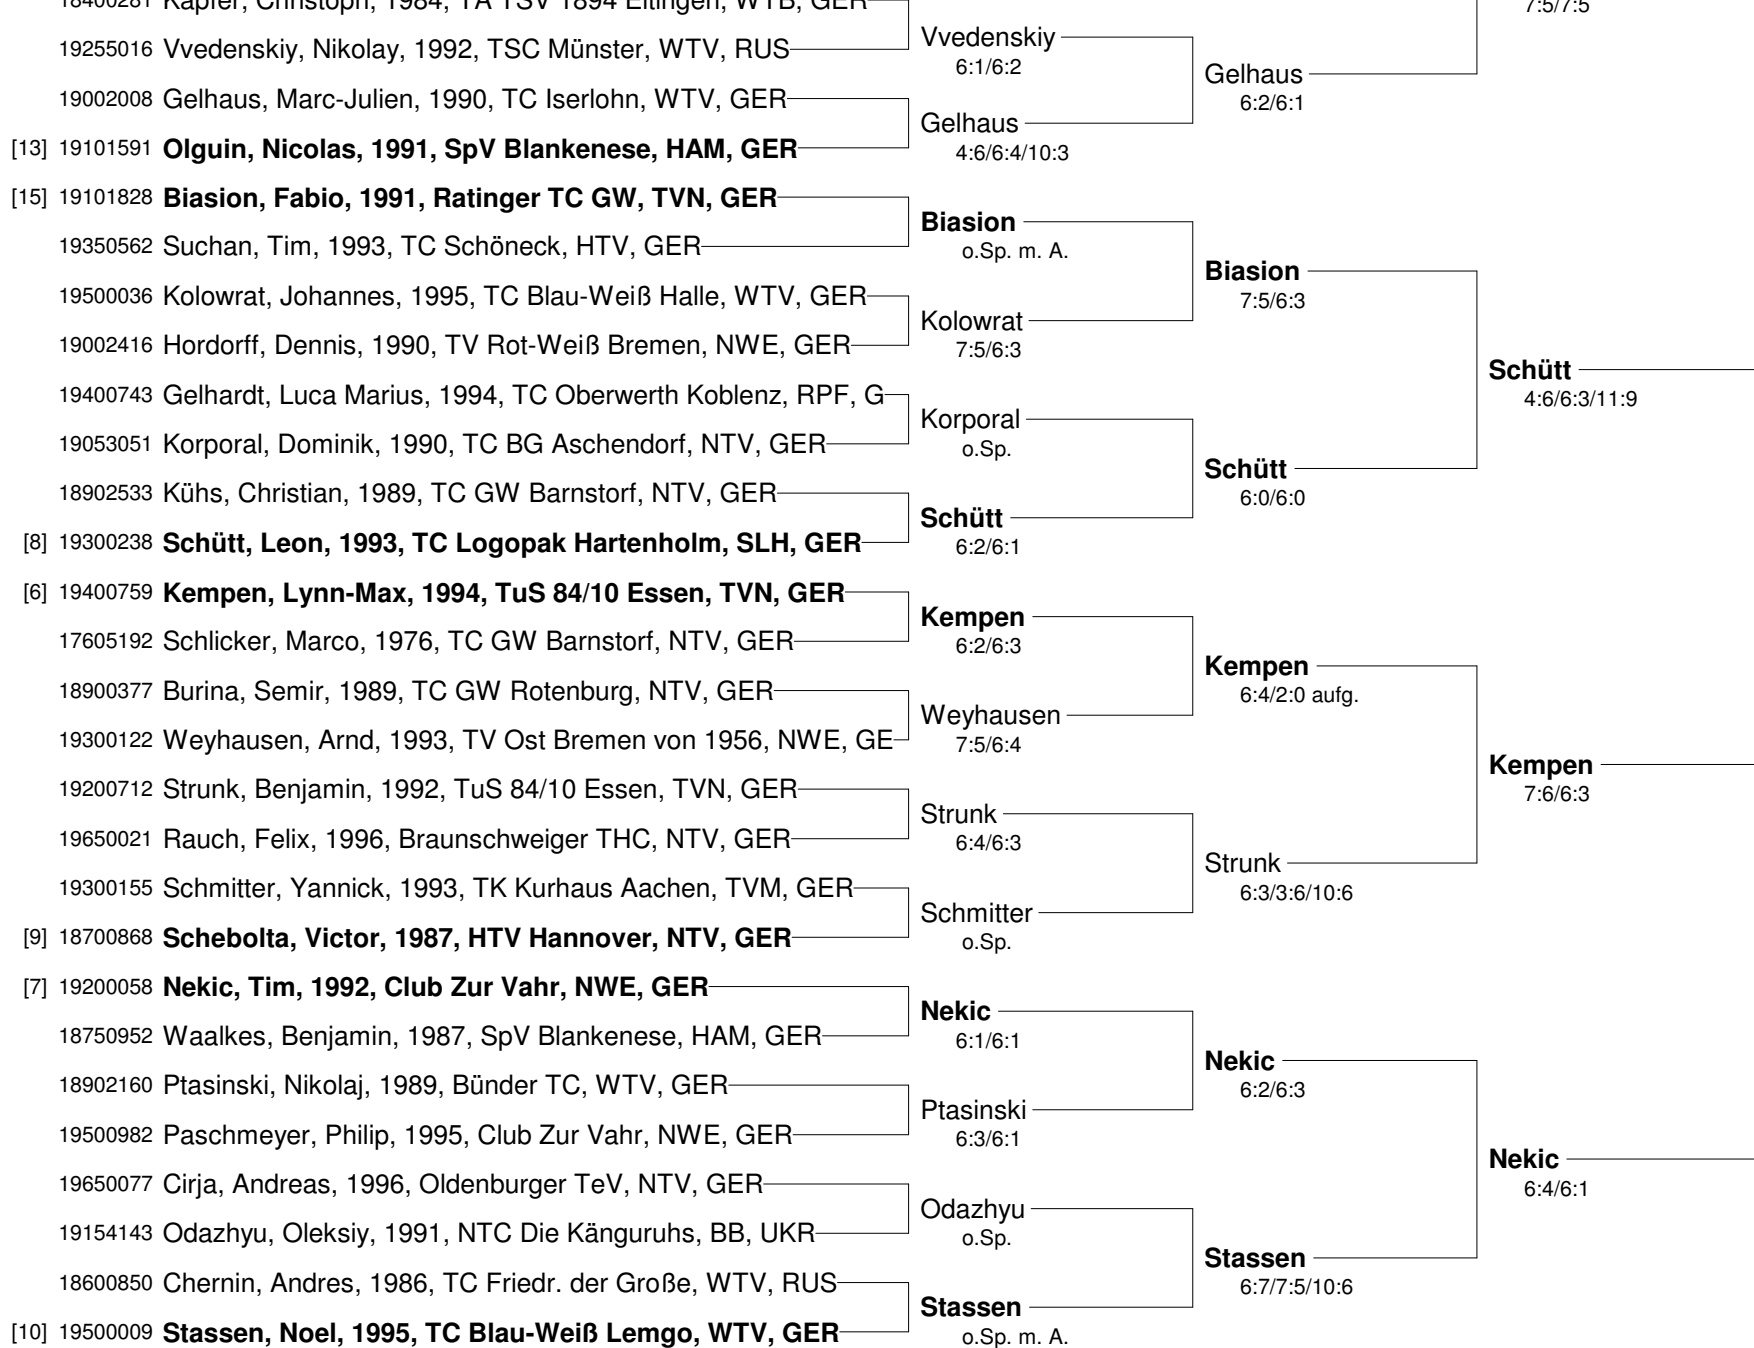 18400281 Kapfer, Christoph, 1984, TA TSV 1894 Eltingen, WTB, GER
7:5/7:5
19255016 Vvedenskiy, Nikolay, 1992, TSC Münster, WTV, RUS
Vvedenskiy
6:1/6:2
Gelhaus
6:2/6:1
19002008 Gelhaus, Marc-Julien, 1990, TC Iserlohn, WTV, GER
Gelhaus
4:6/6:4/10:3
[13] 19101591 Olguin, Nicolas, 1991, SpV Blankenese, HAM, GER
[15] 19101828 Biasion, Fabio, 1991, Ratinger TC GW, TVN, GER
Biasion
o.Sp. m. A.
19350562 Suchan, Tim, 1993, TC Schöneck, HTV, GER
Biasion
7:5/6:3
19500036 Kolowrat, Johannes, 1995, TC Blau-Weiß Halle, WTV, GER
Kolowrat
7:5/6:3
19002416 Hordorff, Dennis, 1990, TV Rot-Weiß Bremen, NWE, GER
Schütt
4:6/6:3/11:9
19400743 Gelhardt, Luca Marius, 1994, TC Oberwerth Koblenz, RPF, G
Korporal
o.Sp.
19053051 Korporal, Dominik, 1990, TC BG Aschendorf, NTV, GER
Schütt
6:0/6:0
18902533 Kühs, Christian, 1989, TC GW Barnstorf, NTV, GER
Schütt
6:2/6:1
[8] 19300238 Schütt, Leon, 1993, TC Logopak Hartenholm, SLH, GER
[6] 19400759 Kempen, Lynn-Max, 1994, TuS 84/10 Essen, TVN, GER
Kempen
6:2/6:3
17605192 Schlicker, Marco, 1976, TC GW Barnstorf, NTV, GER
Kempen
6:4/2:0 aufg.
18900377 Burina, Semir, 1989, TC GW Rotenburg, NTV, GER
Weyhausen
7:5/6:4
19300122 Weyhausen, Arnd, 1993, TV Ost Bremen von 1956, NWE, GE
Kempen
7:6/6:3
19200712 Strunk, Benjamin, 1992, TuS 84/10 Essen, TVN, GER
Strunk
6:4/6:3
19650021 Rauch, Felix, 1996, Braunschweiger THC, NTV, GER
Strunk
6:3/3:6/10:6
19300155 Schmitter, Yannick, 1993, TK Kurhaus Aachen, TVM, GER
Schmitter
o.Sp.
[9] 18700868 Schebolta, Victor, 1987, HTV Hannover, NTV, GER
[7] 19200058 Nekic, Tim, 1992, Club Zur Vahr, NWE, GER
Nekic
6:1/6:1
18750952 Waalkes, Benjamin, 1987, SpV Blankenese, HAM, GER
Nekic
6:2/6:3
18902160 Ptasinski, Nikolaj, 1989, Bünder TC, WTV, GER
Ptasinski
6:3/6:1
19500982 Paschmeyer, Philip, 1995, Club Zur Vahr, NWE, GER
Nekic
6:4/6:1
19650077 Cirja, Andreas, 1996, Oldenburger TeV, NTV, GER
Odazhyu
o.Sp.
19154143 Odazhyu, Oleksiy, 1991, NTC Die Känguruhs, BB, UKR
Stassen
6:7/7:5/10:6
18600850 Chernin, Andres, 1986, TC Friedr. der Große, WTV, RUS
Stassen
o.Sp. m. A.
[10] 19500009 Stassen, Noel, 1995, TC Blau-Weiß Lemgo, WTV, GER